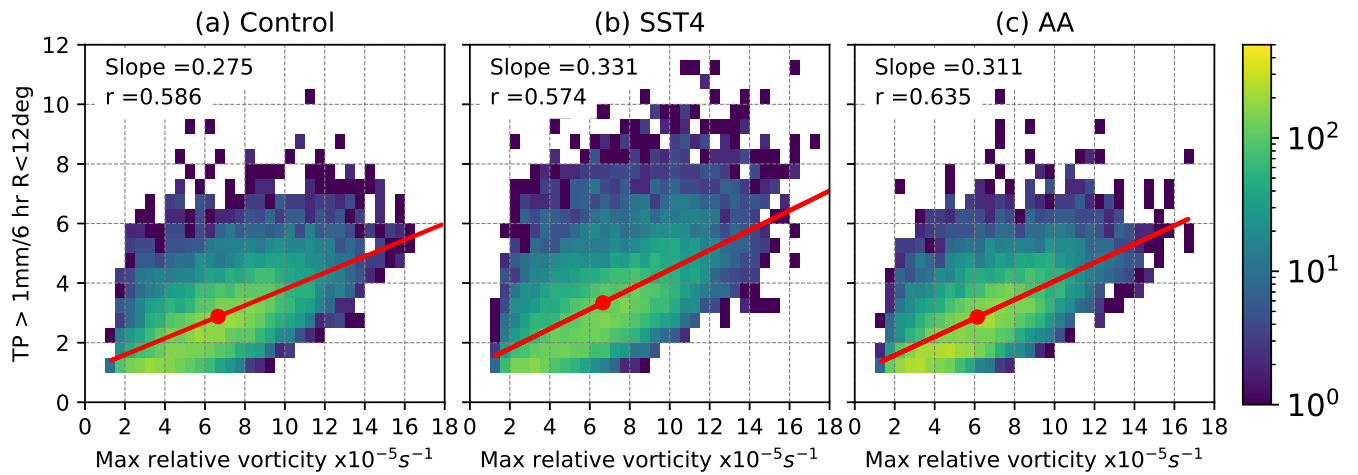 (a) Control (b) SST4 (c) AA
Slope =0.275
r =0.586
Slope =0.331
r =0.574
Slope =0.311
r =0.635
TP > 1mm/6 hr R<12deg
12
10
8
6
4
2
0
0 2 4 6 8 10 12 14 16 18
0 2 4 6 8 10 12 14 16 18
0 2 4 6 8 10 12 14 16 18
Max relative vorticity x10⁻⁵s⁻¹
Max relative vorticity x10⁻⁵s⁻¹
Max relative vorticity x10⁻⁵s⁻¹
10²
10¹
10⁰